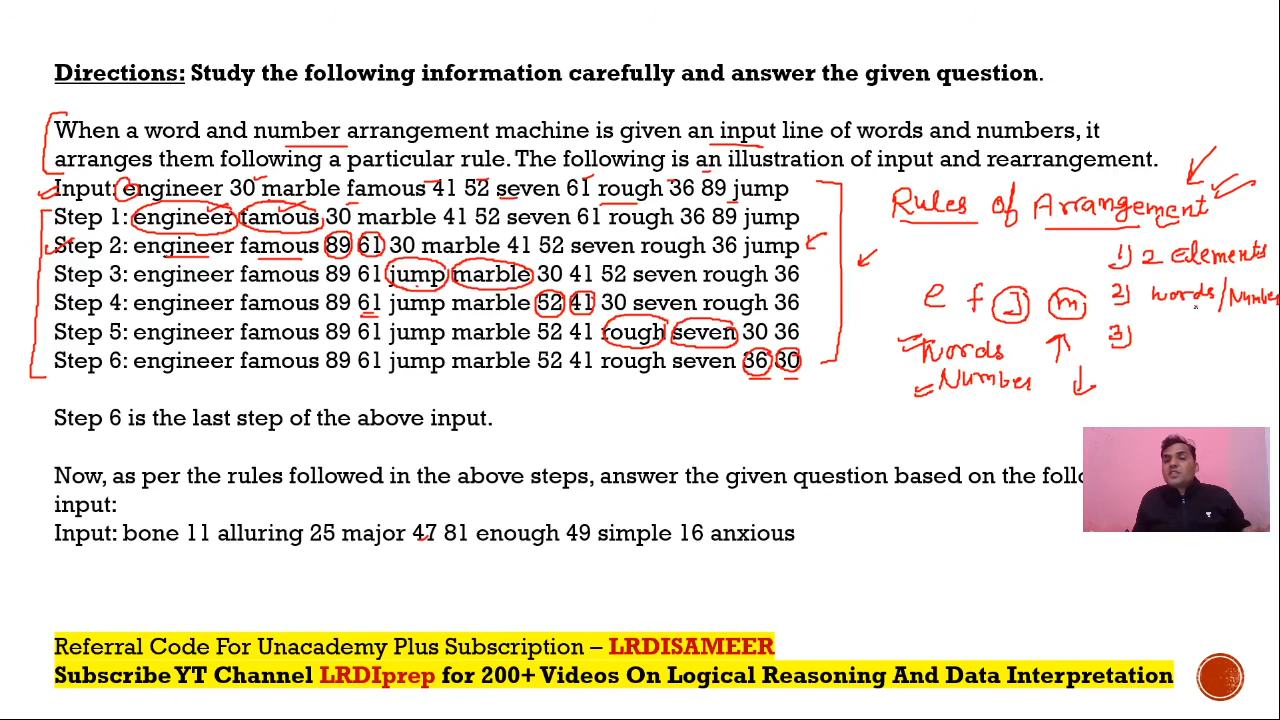 Directions: Study the following information carefully and answer the given question.
When a word and number arrangement machine is given an input line of words and numbers, it
arranges them following a particular rule. The following is an illustration of input and rearrangement.
Input: engineer 30 marble famous 41 52 seven 61 rough 36 89 jump
Step 1: engineer famous 30 marble 41 52 seven 61 rough 36 89 jump
Step 2: engineer famous 89 61 30 marble 41 52 seven rough 36 jump
Step 3: engineer famous 89 61 jump marble 30 41 52 seven rough 36
Step 4: engineer famous 89 61 jump marble 52 41 30 seven rough 36
Step 5: engineer famous 89 61 jump marble 52 41 rough seven 30 36
Step 6: engineer famous 89 61 jump marble 52 41 rough seven 36 30
Rules of Arrangement
1) 2 Elements
2) words/Number
3)
e f J m
Words
Number
Step 6 is the last step of the above input.
Now, as per the rules followed in the above steps, answer the given question based on the
input:
Input: bone 11 alluring 25 major 47 81 enough 49 simple 16 anxious
Referral Code For Unacademy Plus Subscription – LRDISAMEER
Subscribe YT Channel LRDIprep for 200+ Videos On Logical Reasoning And Data Interpretation